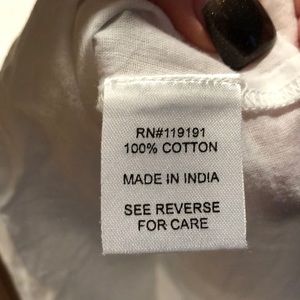 RN#119191
100% COTTON
MADE IN INDIA
SEE REVERSE
FOR CARE